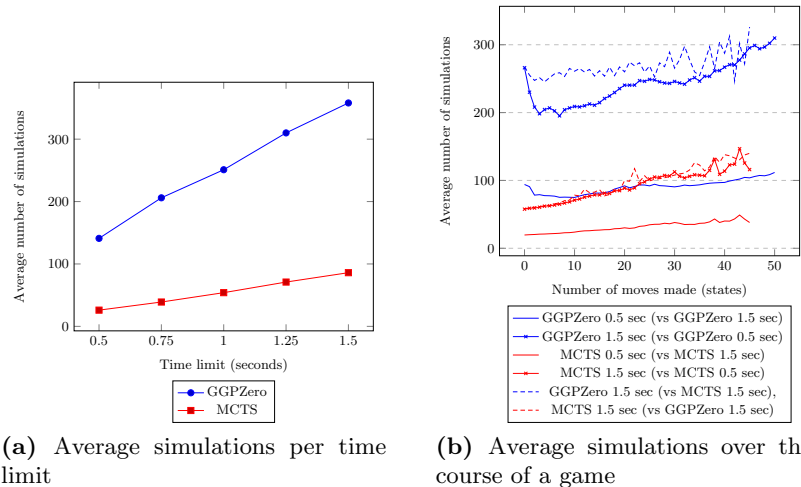 300
200
100
0
Average number of simulations
0.5 0.75 1 1.25 1.5
Time limit (seconds)
GGPZero
MCTS
(a) Average simulations per time
limit
300
200
100
0
Average number of simulations
0 10 20 30 40 50
Number of moves made (states)
GGPZero 0.5 sec (vs GGPZero 1.5 sec)
GGPZero 1.5 sec (vs GGPZero 0.5 sec)
MCTS 0.5 sec (vs MCTS 1.5 sec)
MCTS 1.5 sec (vs MCTS 0.5 sec)
GGPZero 1.5 sec (vs MCTS 1.5 sec),
MCTS 1.5 sec (vs GGPZero 1.5 sec)
(b) Average simulations over th
course of a game